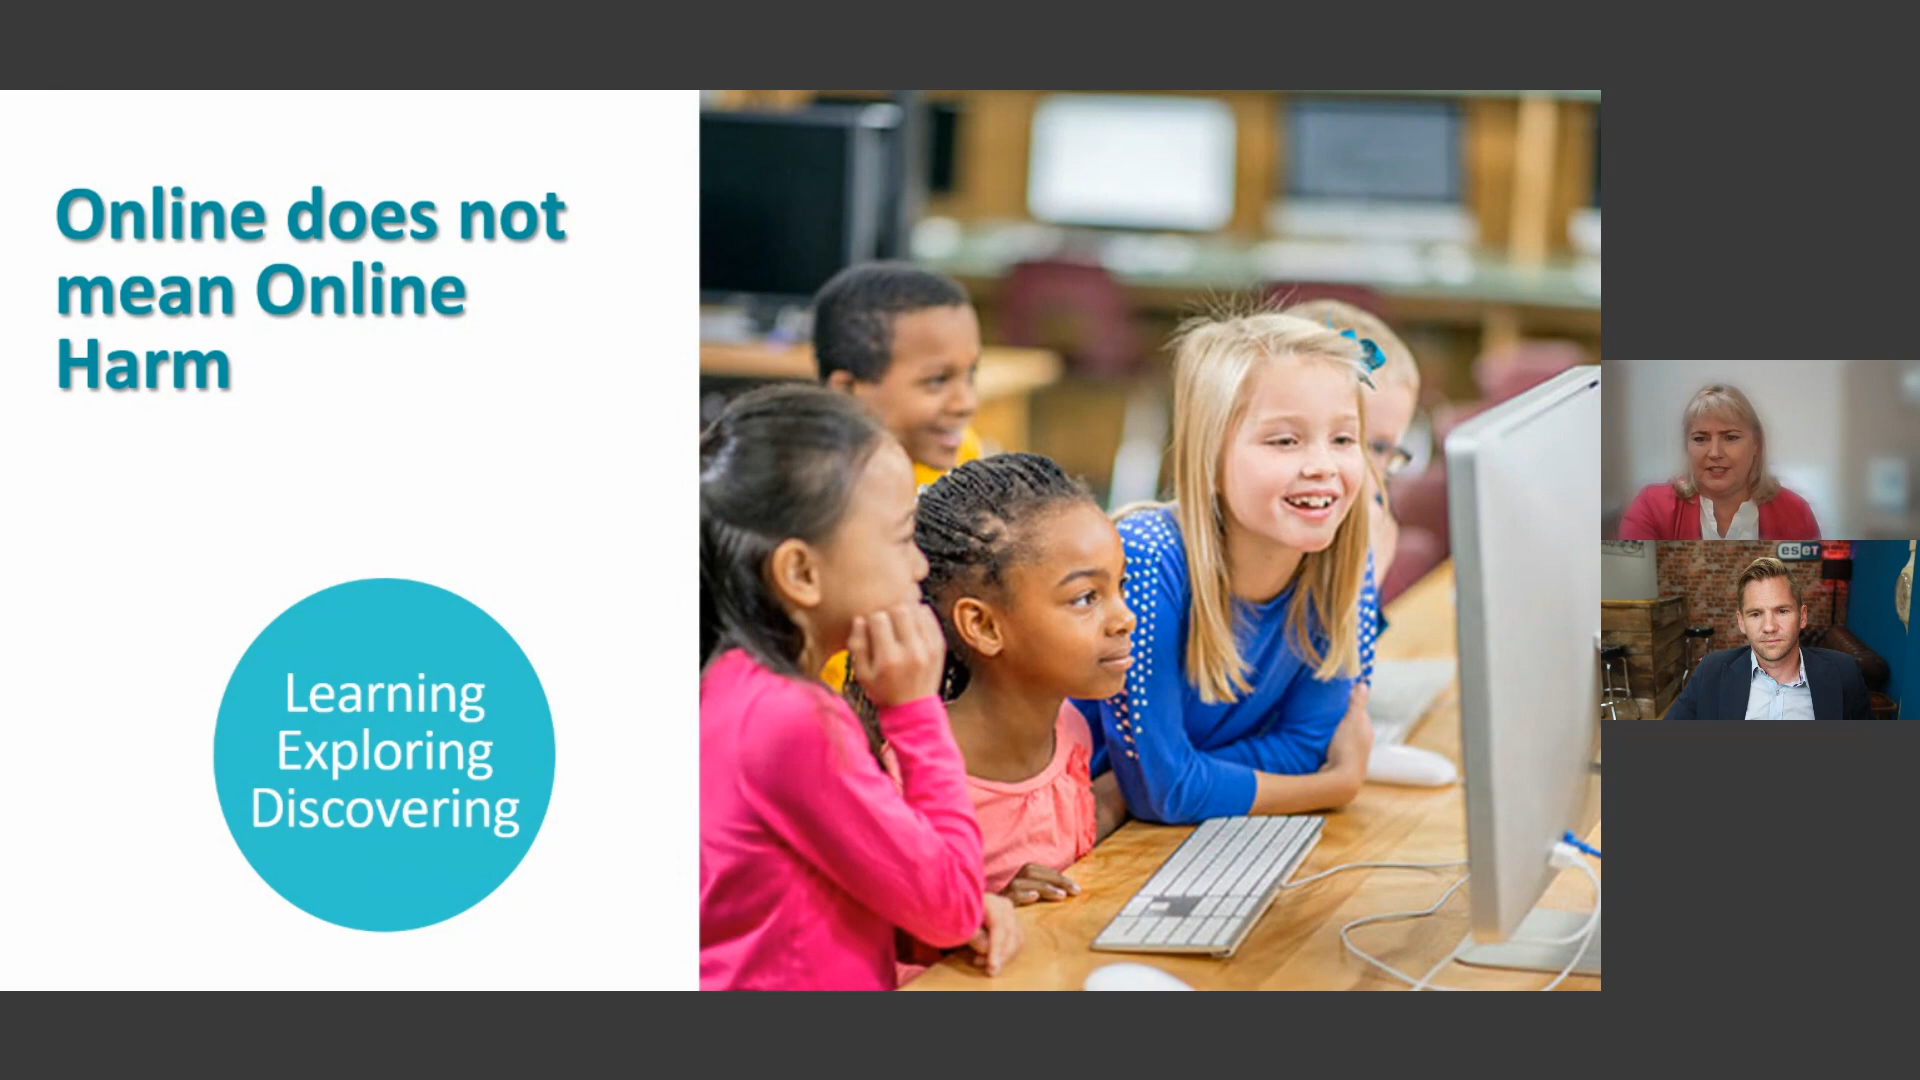 Online does not
mean Online
Harm
Learning
Exploring
Discovering
eseT